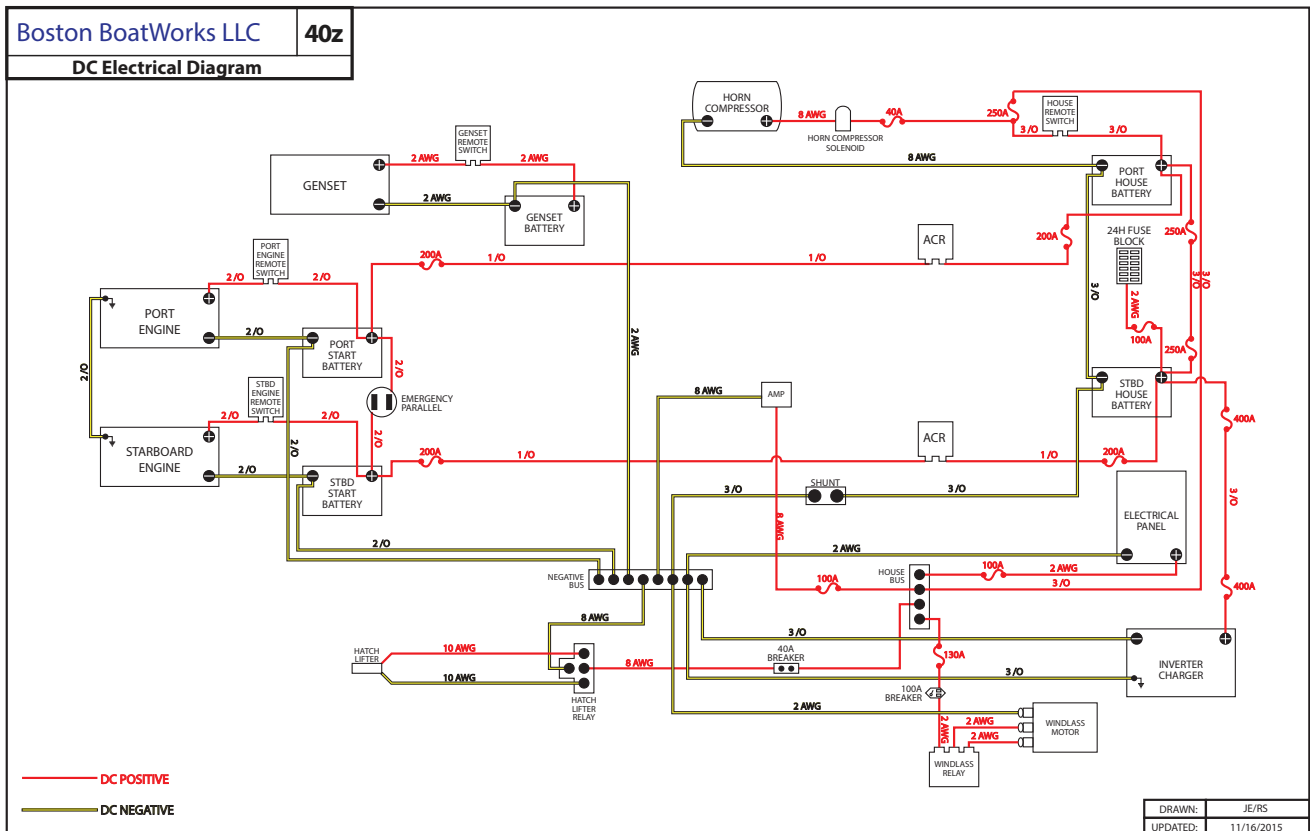 Boston BoatWorks LLC
40z
DC Electrical Diagram
HORN
COMPRESSOR
8 AWG
40A
HORN COMPRESSOR
SOLENOID
250A
HOUSE
REMOTE
SWITCH
3 /O
3 /O
8 AWG
GENSET
REMOTE
SWITCH
2 AWG
2 AWG
GENSET
2 AWG
GENSET
BATTERY
PORT
HOUSE
BATTERY
ACR
200A
24H FUSE
BLOCK
250A
PORT
ENGINE
REMOTE
SWITCH
200A
1 /O
1 /O
2 /O
2 /O
3 /O
3 /O
3 /O
2 AWG
PORT
ENGINE
2 /O
PORT
START
BATTERY
2 AWG
100A
250A
2 /O
2 /O
STBD
ENGINE
REMOTE
SWITCH
EMERGENCY
PARALLEL
8 AWG
AMP
STBD
HOUSE
BATTERY
400A
2 /O
2 /O
2 /O
2 /O
STARBOARD
ENGINE
2 /O
STBD
START
BATTERY
200A
1 /O
ACR
1 /O
200A
3 /O
SHUNT
3 /O
3 /O
ELECTRICAL
PANEL
8 AWG
2 /O
2 AWG
NEGATIVE
BUS
100A
HOUSE
BUS
100A
2 AWG
3 /O
400A
8 AWG
3 /O
HATCH
LIFTER
10 AWG
10 AWG
8 AWG
40A
BREAKER
130A
3 /O
INVERTER
CHARGER
HATCH
LIFTER
RELAY
100A
BREAKER
2 AWG
2 AWG
2 AWG
2 AWG
WINDLASS
MOTOR
WINDLASS
RELAY
DC POSITIVE
DC NEGATIVE
DRAWN: JE/RS
UPDATED: 11/16/2015